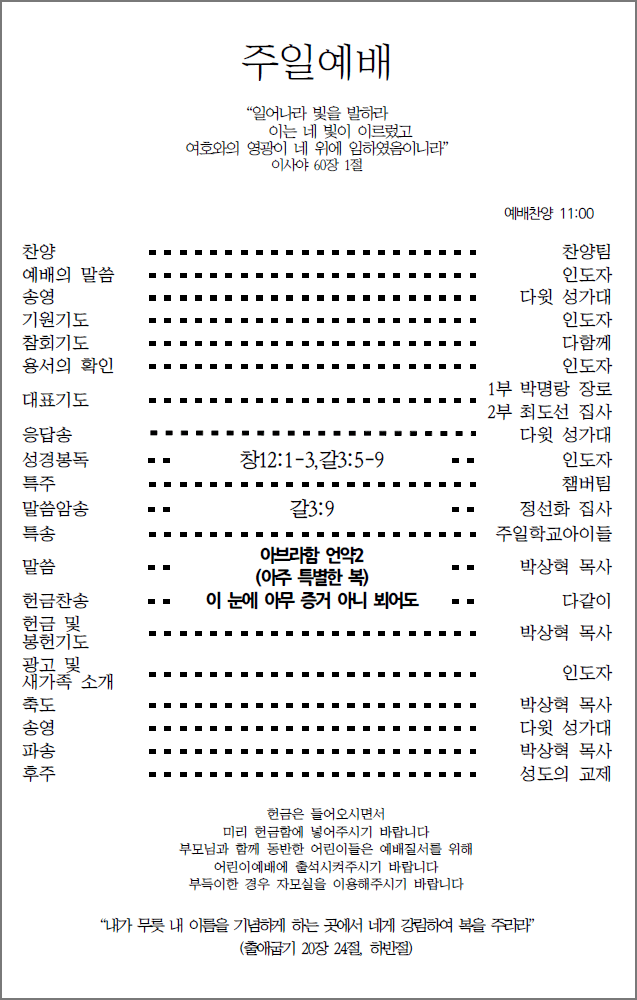 주일예배
“일어나라 빛을 발하라
이는 네 빛이 이르렀고
여호와의 영광이 네 위에 임하였음이니라”
이사야 60장 1절
예배찬양 11:00
찬양 찬양팀
예배의 말씀 인도자
송영 다윗 성가대
기원기도 인도자
참회기도 다함께
용서의 확인 인도자
대표기도 1부 박명랑 장로
2부 최도선 집사
응답송 다윗 성가대
성경봉독 창12:1-3,갈3:5-9 인도자
특주 챔버팀
말씀암송 갈3:9 정선화 집사
특송 주일학교아이들
말씀 아브라함 언약2
(아주 특별한 복) 박상혁 목사
헌금찬송 이 눈에 아무 증거 아니 뵈어도 다같이
헌금 및
봉헌기도 박상혁 목사
광고 및
새가족 소개 인도자
축도 박상혁 목사
송영 다윗 성가대
파송 박상혁 목사
후주 성도의 교제
헌금은 들어오시면서
미리 헌금함에 넣어주시기 바랍니다
부모님과 함께 동반한 어린이들은 예배질서를 위해
어린이예배에 출석시켜주시기 바랍니다
부득이한 경우 자모실을 이용해주시기 바랍니다
“내가 무릇 내 이름을 기념하게 하는 곳에서 네게 강림하여 복을 주리라”
(출애굽기 20장 24절, 하반절)